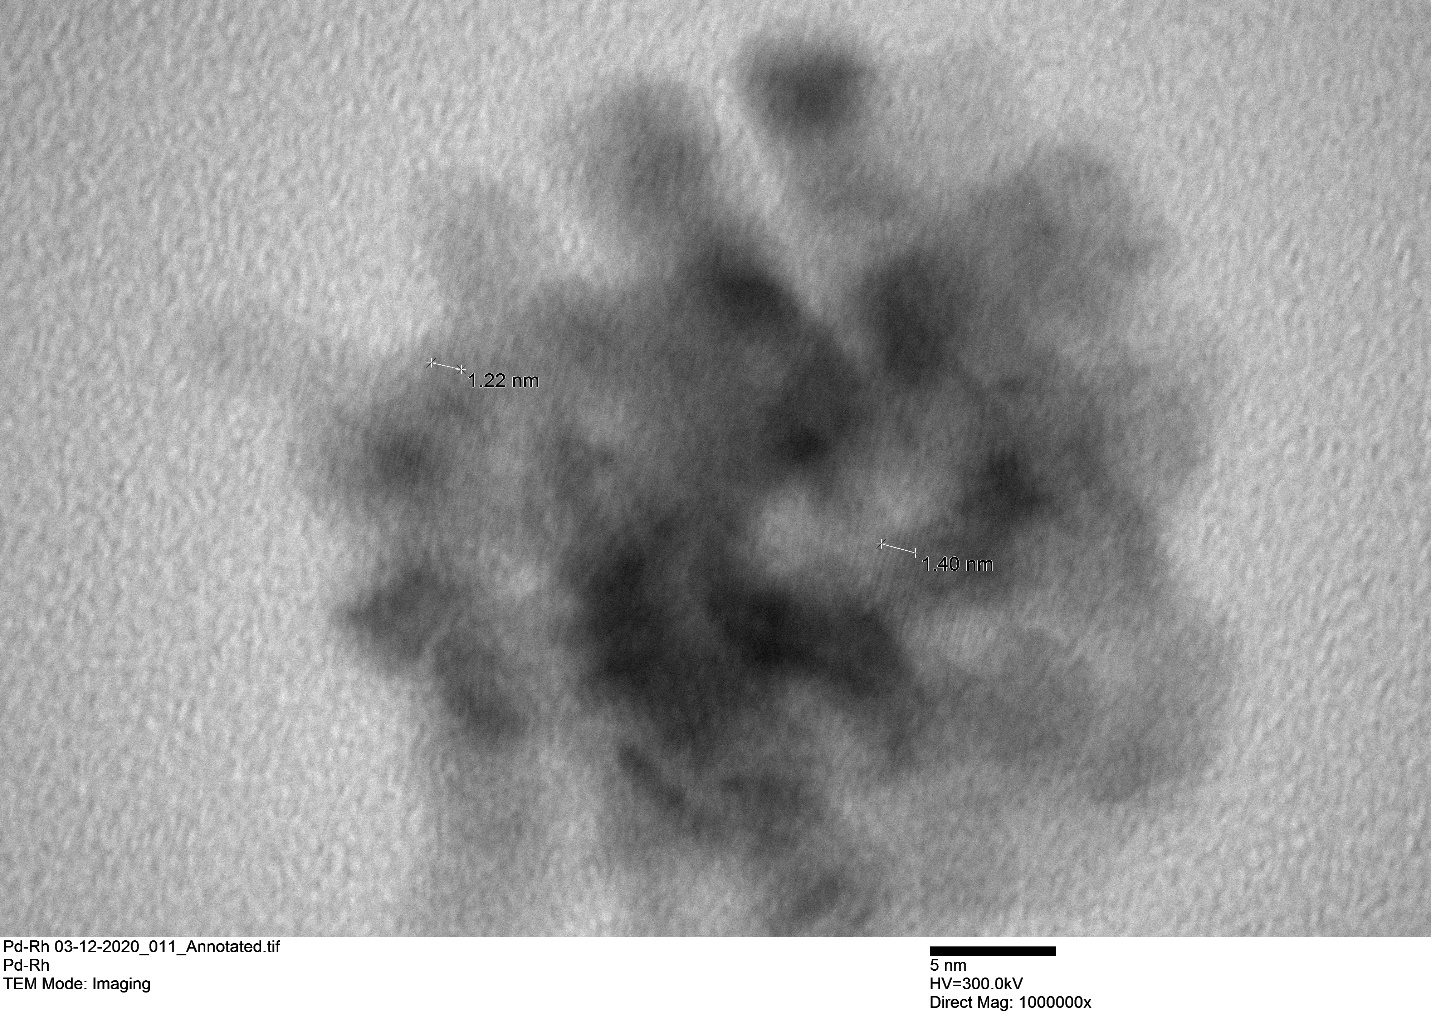 1.22 nm
1.40 nm
Pd-Rh 03-12-2020_011_Annotated.tif
Pd-Rh
TEM Mode: Imaging
5 nm
HV=300.0kV
Direct Mag: 1000000x